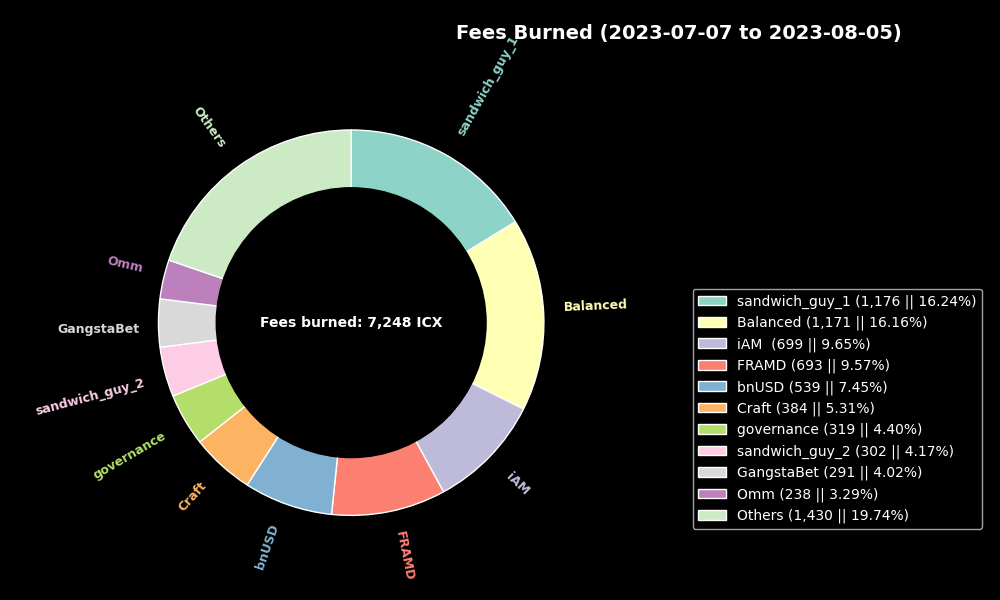 Fees Burned (2023-07-07 to 2023-08-05)
sandwich_guy_1
Others
Omm
Balanced
GangstaBet
Fees burned: 7,248 ICX
sandwich_guy_2
governance
Craft
iAM
bnUSD
FRAMD
sandwich_guy_1 (1,176 || 16.24%)
Balanced (1,171 || 16.16%)
iAM  (699 || 9.65%)
FRAMD (693 || 9.57%)
bnUSD (539 || 7.45%)
Craft (384 || 5.31%)
governance (319 || 4.40%)
sandwich_guy_2 (302 || 4.17%)
GangstaBet (291 || 4.02%)
Omm (238 || 3.29%)
Others (1,430 || 19.74%)